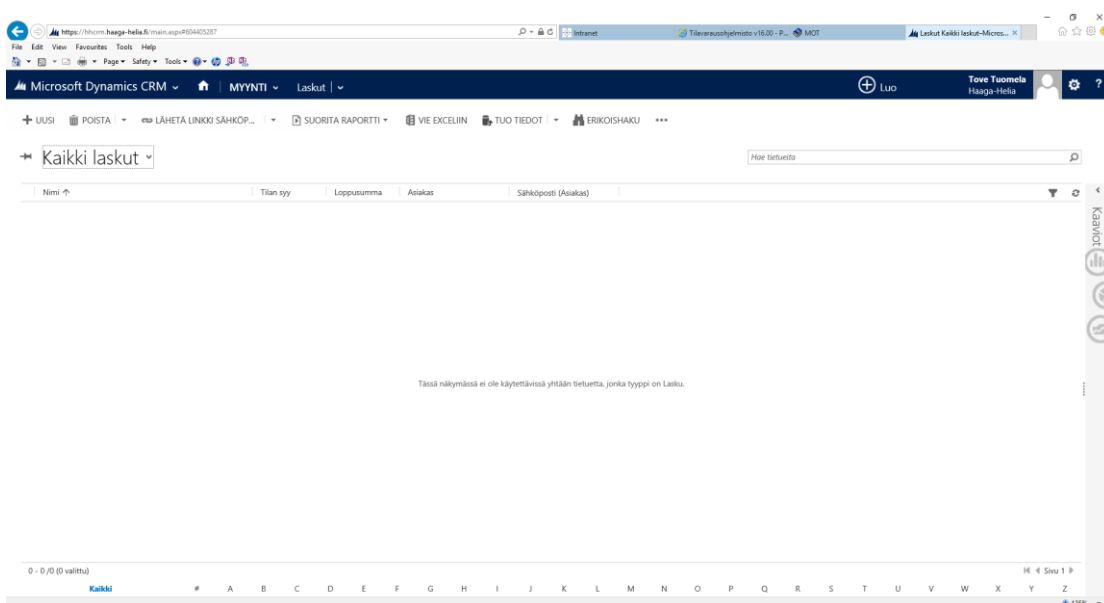 https://hhcrm.haaga-helia.fi/main.aspx#604405287
Intranet
Tilavarausohjelmisto v16.00 - P...
MOT
Laskut Kaikki laskut-Micros... ×
File Edit View Favourites Tools Help
Page Safety Tools
Microsoft Dynamics CRM MYYNTI Laskut Luo Tove Tuomela
Haaga-Helia
?
UUSI POISTA LÄHETÄ LINKKI SÄHKÖP... SUORITA RAPORTTI VIE EXCELIIN TUO TIEDOT ERIKOISHAKU •••
Kaikki laskut
Hae tietueita
Nimi ↑ Tilan syy Loppusumma Asiakas Sähköposti (Asiakas)
Kaaviot
Tässä näkymässä ei ole käytettävissä yhtään tietuetta, jonka tyyppi on Lasku.
0 - 0 /0 (0 valittu) Sivu 1
Kaikki # A B C D E F G H I J K L M N O P Q R S T U V W X Y Z